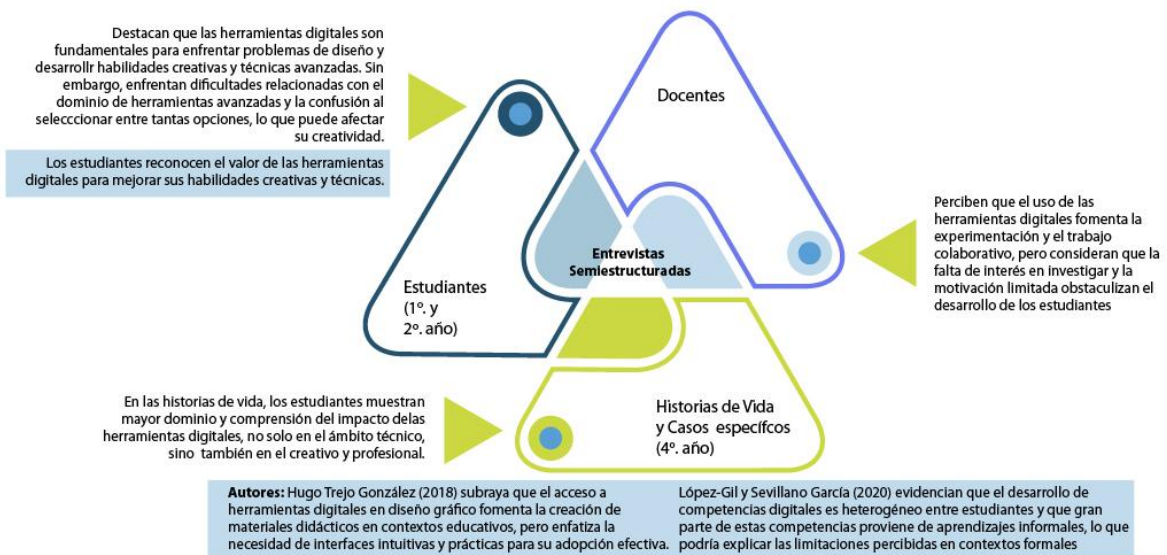 Destacan que las herramientas digitales son
fundamentales para enfrentar problemas de diseño y
desarrollr habilidades creativas y técnicas avanzadas. Sin
embargo, enfrentan dificultades relacionadas con el
dominio de herramientas avanzadas y la confusión al
selecccionar entre tantas opciones, lo que puede afectar
su creatividad.
Los estudiantes reconocen el valor de las herramientas
digitales para mejorar sus habilidades creativas y técnicas.
Docentes
Perciben que el uso de las
herramientas digitales fomenta la
experimentación y el trabajo
colaborativo, pero consideran que la
falta de interés en investigar y la
motivación limitada obstaculizan el
desarrollo de los estudiantes
Entrevistas
Semiestructuradas
Estudiantes
(1º. y
2º. año)
En las historias de vida, los estudiantes muestran
mayor dominio y comprensión del impacto delas
herramientas digitales, no solo en el ámbito técnico,
sino también en el creativo y profesional.
Historias de Vida
y Casos específcos
(4º. año)
Autores: Hugo Trejo González (2018) subraya que el acceso a
herramientas digitales en diseño gráfico fomenta la creación de
materiales didácticos en contextos educativos, pero enfatiza la
necesidad de interfaces intuitivas y prácticas para su adopción efectiva.
López-Gil y Sevillano García (2020) evidencian que el desarrollo de
competencias digitales es heterogéneo entre estudiantes y que gran
parte de estas competencias proviene de aprendizajes informales, lo que
podría explicar las limitaciones percibidas en contextos formales